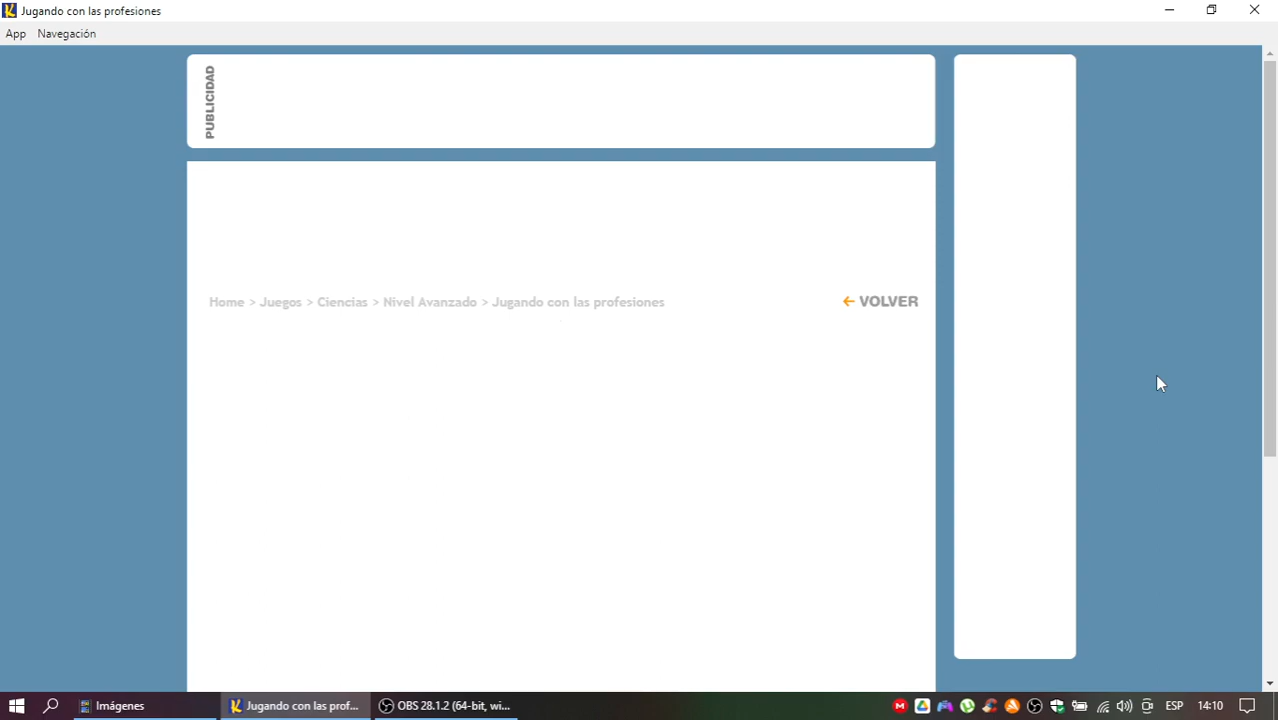 Jugando con las profesiones
App Navegación
PUBLICIDAD
Home > Juegos > Ciencias > Nivel Avanzado > Jugando con las profesiones
VOLVER
Imágenes
Jugando con las prof...
OBS 28.1.2 (64-bit, wi...
ESP
14:10